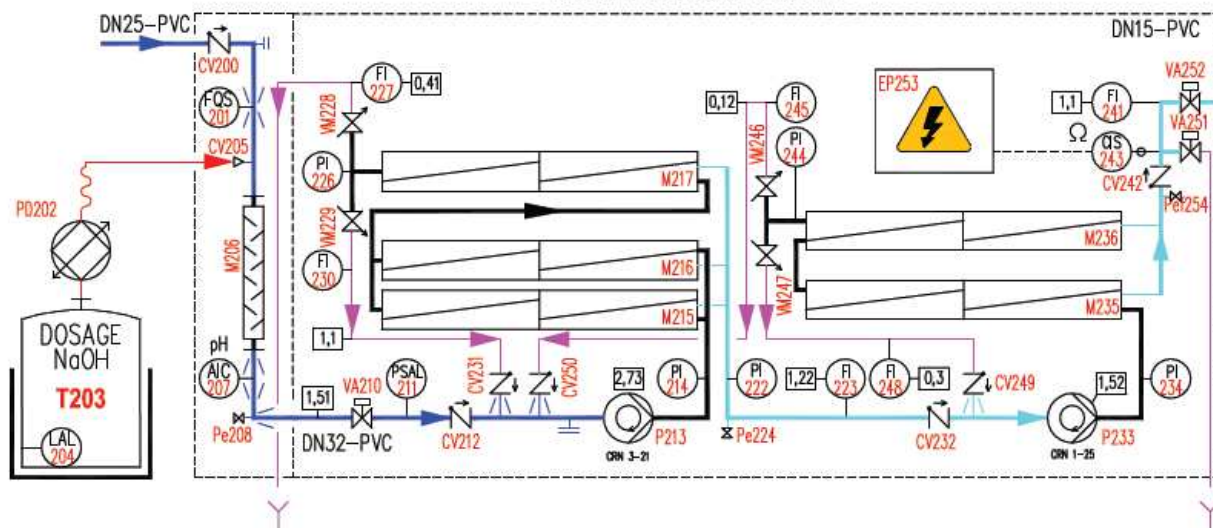 DN25-PVC
DN15-PVC
CV200
FQS
201
CV205
PD202
M206
DOSAGE
NaOH
T203
LAL
204
pH
AIC
207
Pe208
1,51
VA210
DN32-PVC
PSAL
211
CV212
FI
227
0,41
VM228
PI
226
VM229
FI
230
1,1
M217
M216
M215
CV231
CV250
2,73
P213
CRN 3-21
PI
214
PI
222
Pe224
0,12
FI
245
VM246
PI
244
VM247
1,22
FI
223
FI
248
0,3
CV249
CV232
1,52
P233
CRN 1-25
PI
234
M236
M235
EP253
1,1
FI
241
Ω
QIS
243
VA252
VA251
CV242
Per254